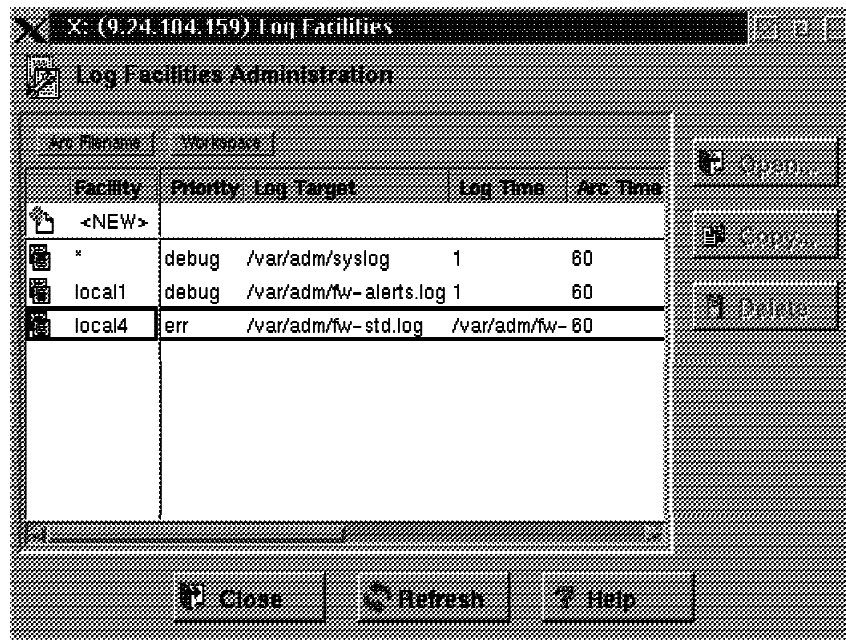 X: (9.24.104.159) Log Facilities
Log Facilities Administration
Arc Filename Workspace
Facility Priority Log Target Log Time Arc Time
<NEW>
* debug /var/adm/syslog 1 60
local1 debug /var/adm/fw-alerts.log 1 60
local4 err /var/adm/fw-std.log /var/adm/fw- 60
Open...
Copy...
Delete...
Close Refresh Help